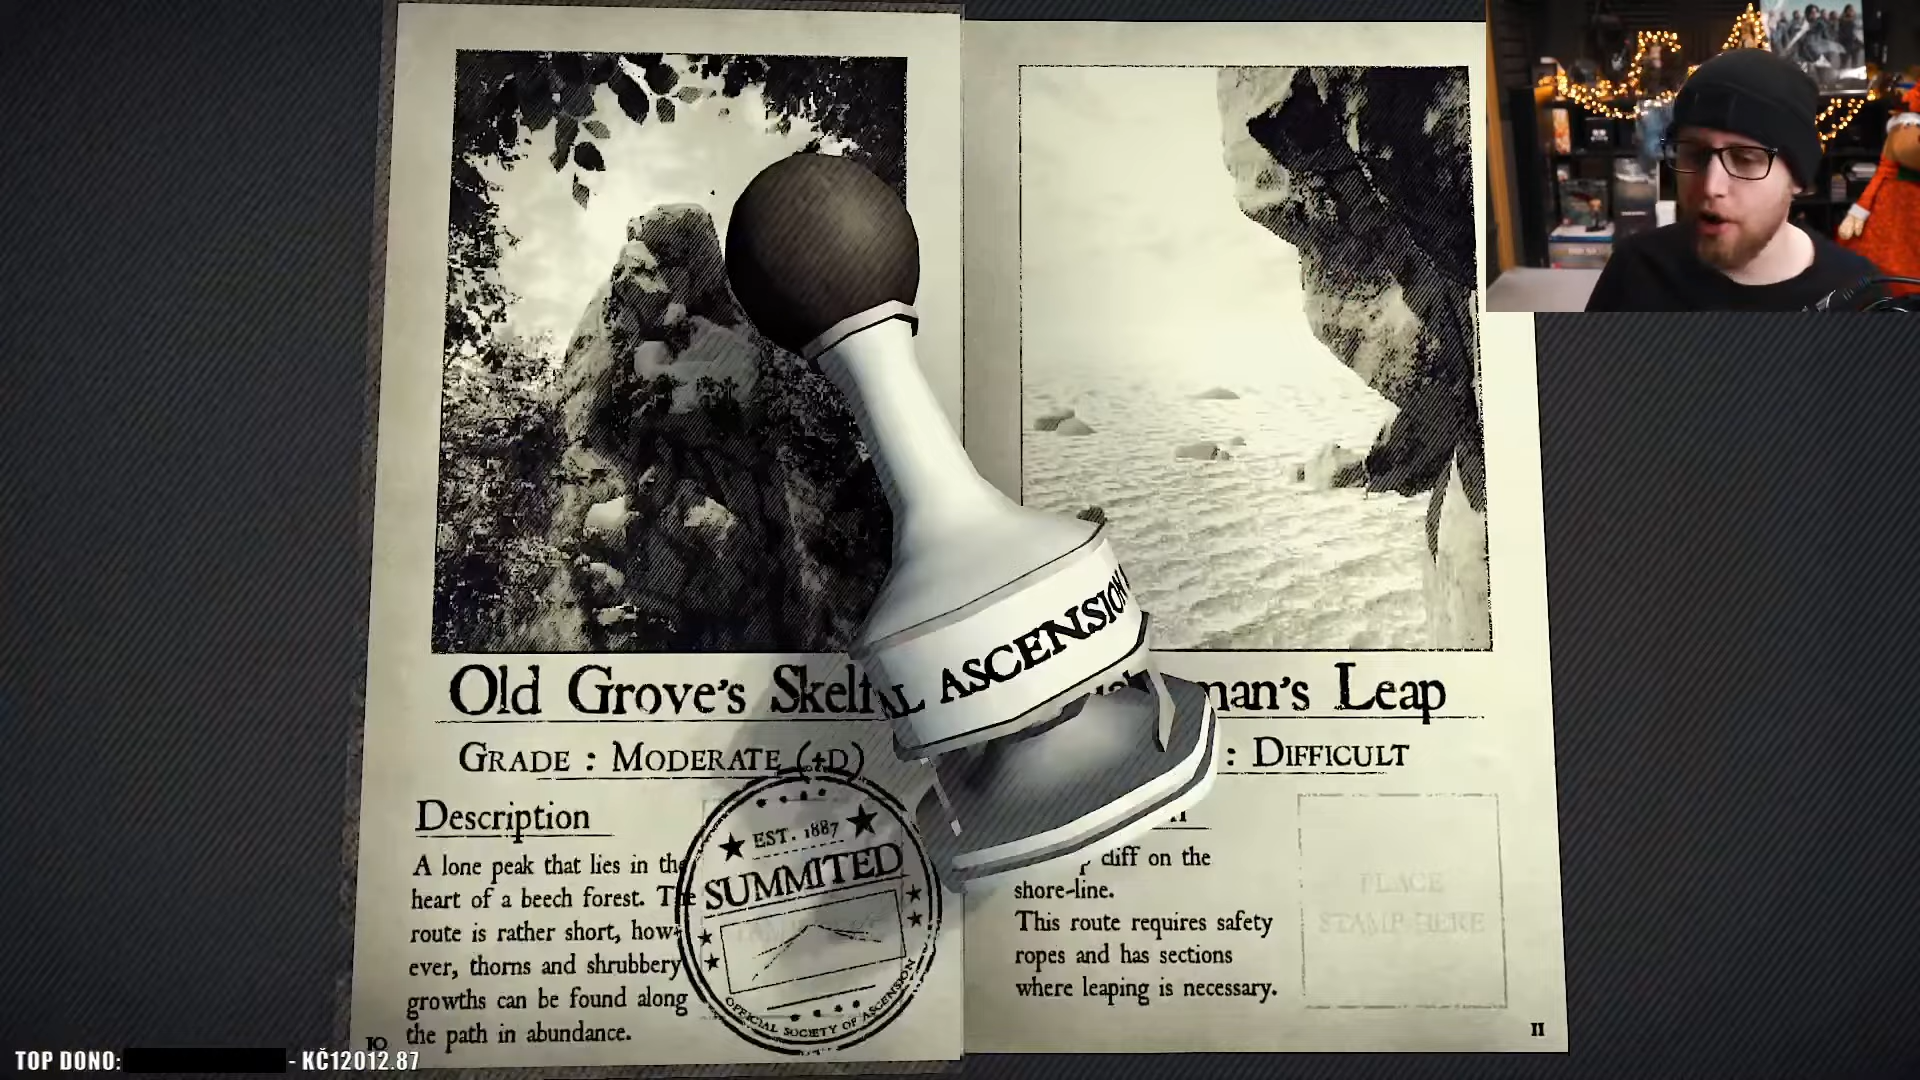 Old Grove's Skelt
GRADE : MODERATE (+D)
Description
A lone peak that lies in the
heart of a beech forest. The
route is rather short, how-
ever, thorns and shrubbery
growths can be found along
the path in abundance.
10
EST. 1887
SUMMITED
OFFICIAL SOCIETY OF ASCENSION
AL ASCENSION
man's Leap
: DIFFICULT
cliff on the
shore-line.
This route requires safety
ropes and has sections
where leaping is necessary.
PLACE
STAMP HERE
11
TOP DONO: - KČ12012.87